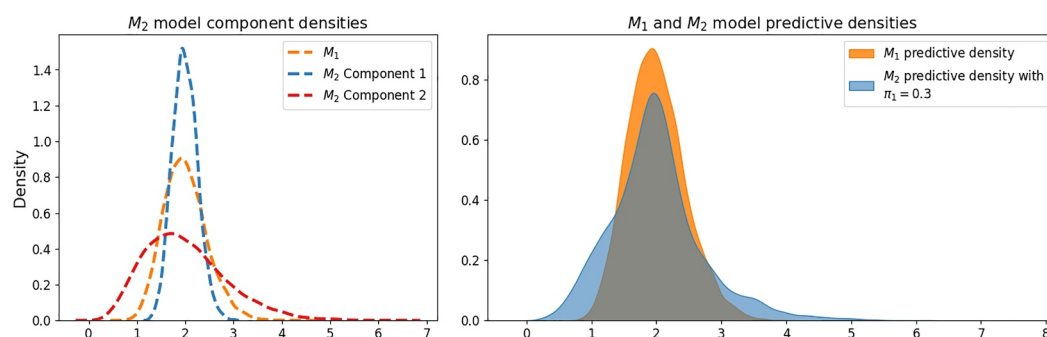 M₂ model component densities
Density
1.4
1.2
1.0
0.8
0.6
0.4
0.2
0.0
0 1 2 3 4 5 6 7
M₁
M₂ Component 1
M₂ Component 2
M₁ and M₂ model predictive densities
0.8
0.6
0.4
0.2
0.0
0 1 2 3 4 5 6 7 8
M₁ predictive density
M₂ predictive density with
π₁ = 0.3